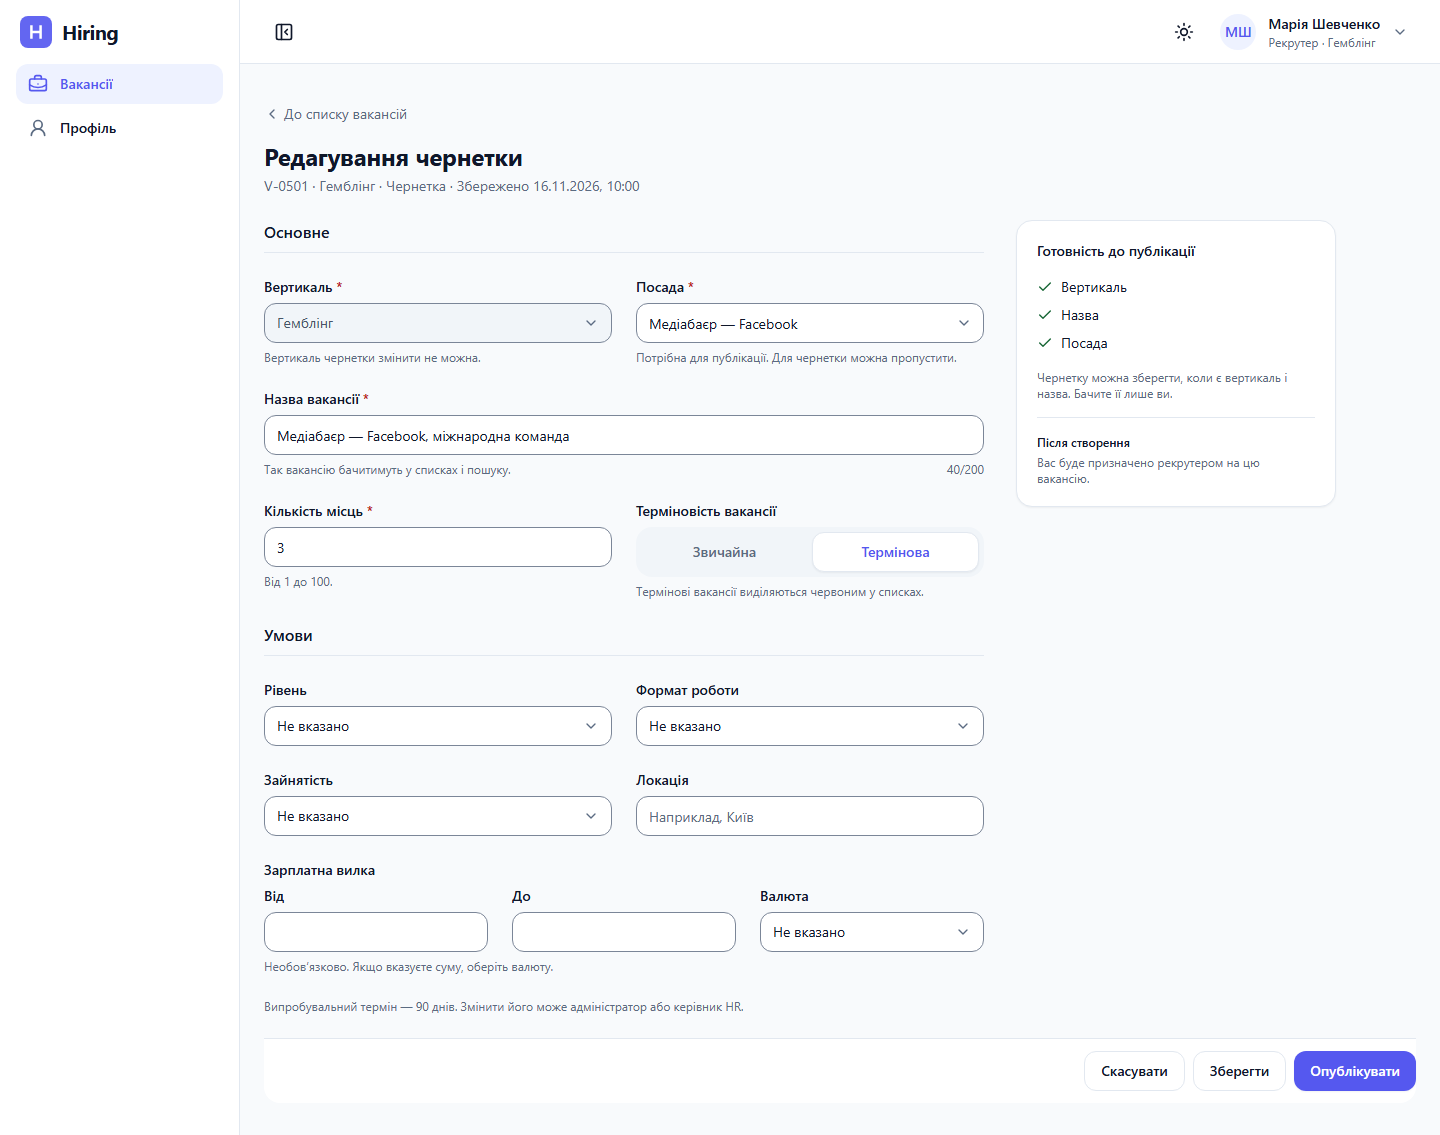 H Hiring
Вакансії
Профіль
МШ
Марія Шевченко
Рекрутер · Гемблінг
До списку вакансій
Редагування чернетки
V-0501 · Гемблінг · Чернетка · Збережено 16.11.2026, 10:00
Основне
Вертикаль *
Гемблінг
Вертикаль чернетки змінити не можна.
Посада *
Медіабаєр — Facebook
Потрібна для публікації. Для чернетки можна пропустити.
Назва вакансії *
Медіабаєр — Facebook, міжнародна команда
Так вакансію бачитимуть у списках і пошуку.
40/200
Кількість місць *
3
Від 1 до 100.
Терміновість вакансії
Звичайна
Термінова
Термінові вакансії виділяються червоним у списках.
Умови
Рівень
Не вказано
Формат роботи
Не вказано
Зайнятість
Не вказано
Локація
Наприклад, Київ
Зарплатна вилка
Від
До
Валюта
Не вказано
Необов'язково. Якщо вказуєте суму, оберіть валюту.
Випробувальний термін — 90 днів. Змінити його може адміністратор або керівник HR.
Готовність до публікації
Вертикаль
Назва
Посада
Чернетку можна зберегти, коли є вертикаль і
назва. Бачите її лише ви.
Після створення
Вас буде призначено рекрутером на цю
вакансію.
Скасувати
Зберегти
Опублікувати